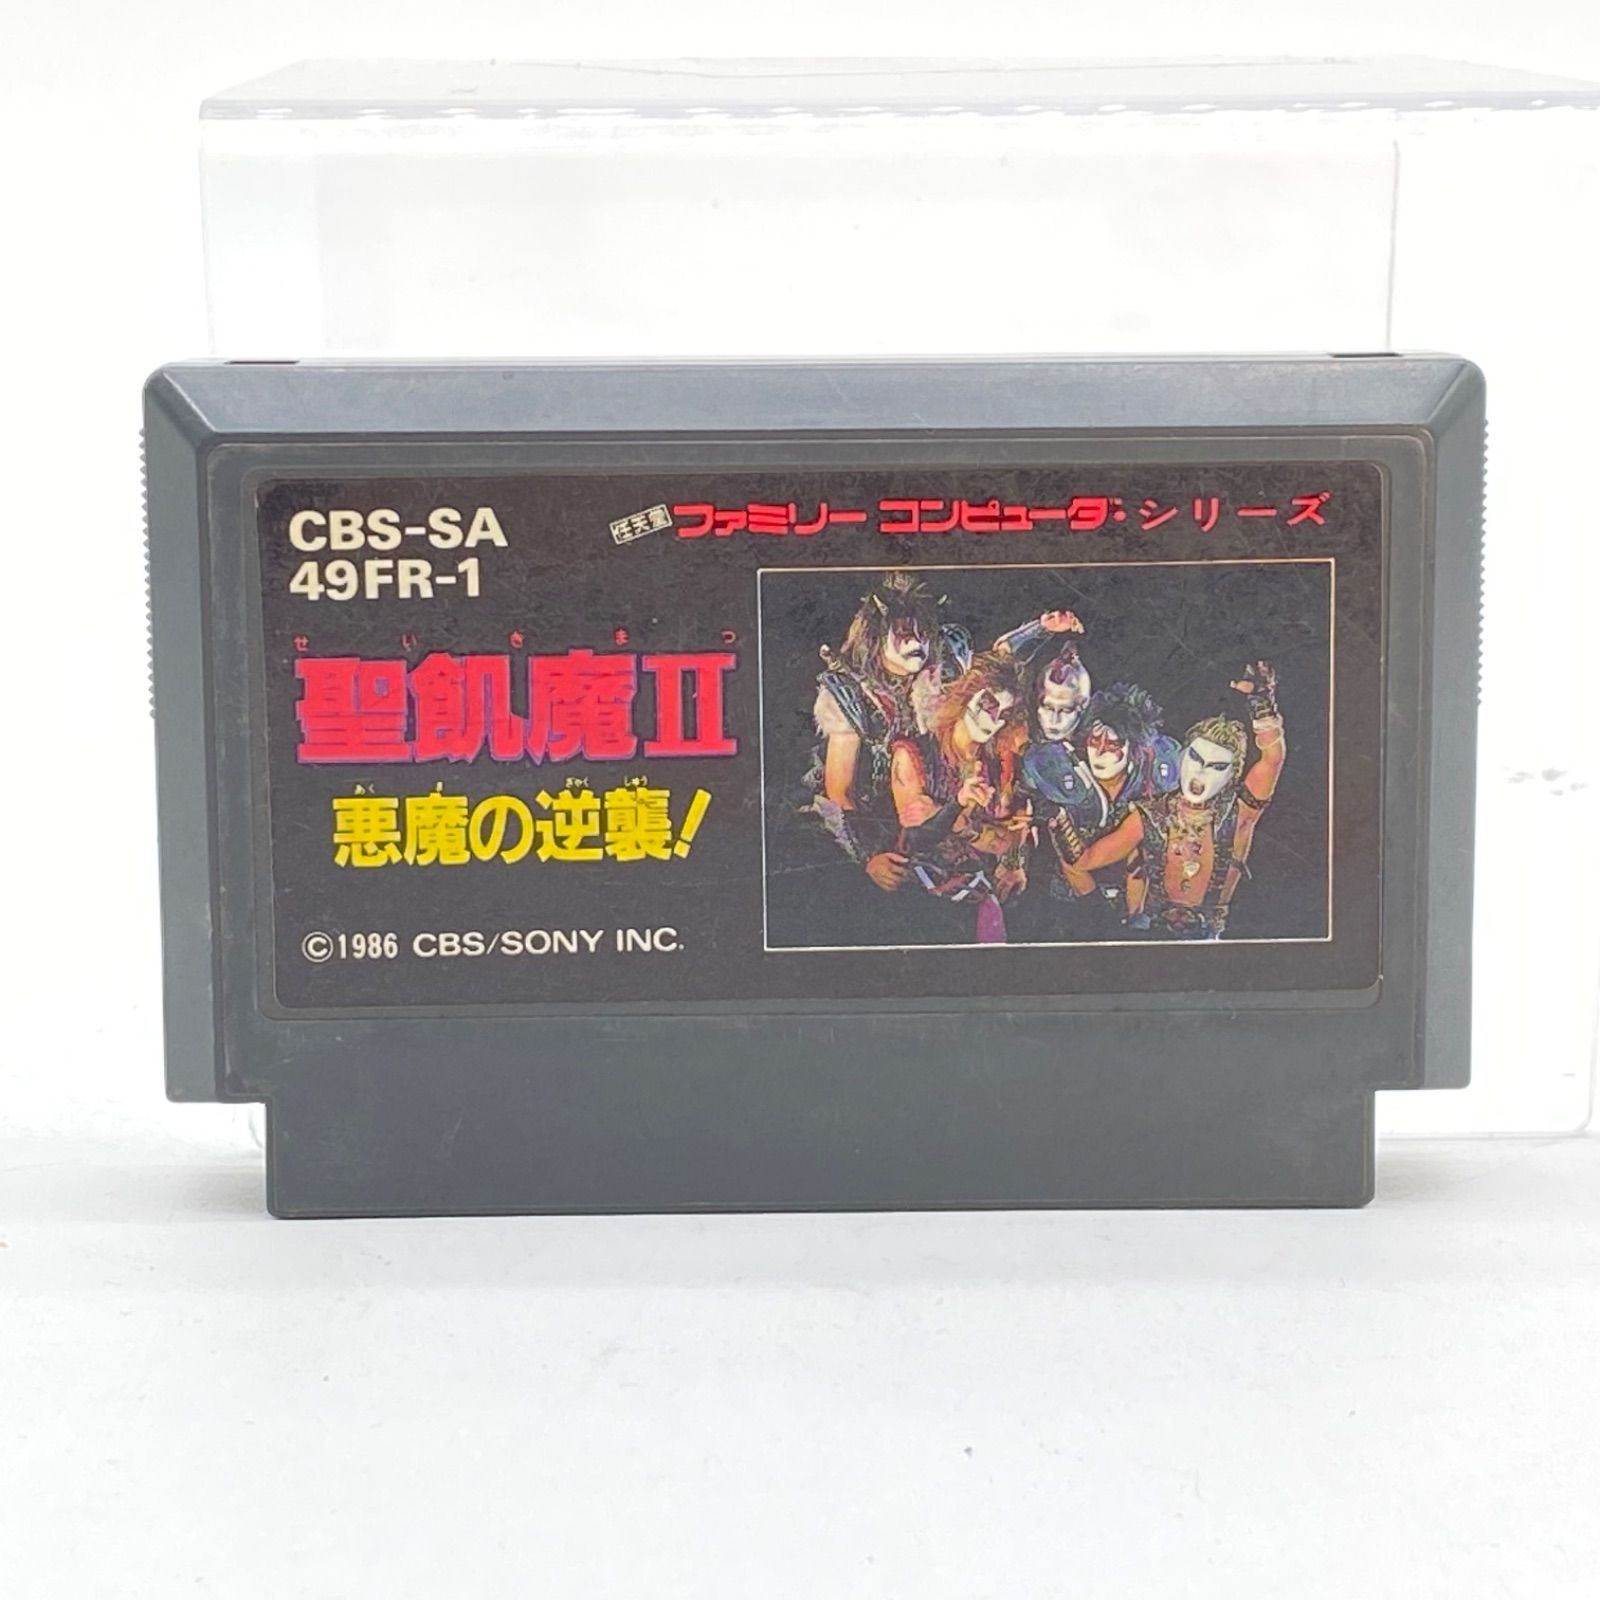 CBS-SA
49FR-1
任天堂 ファミリー コンピュータ・シリーズ
せいきまつ
聖飢魔II
あくま ぎゃくしゅう
悪魔の逆襲!
©1986 CBS/SONY INC.